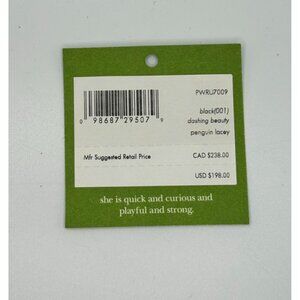 PWRU7009
black(001)
dashing beauty
penguin lacey
0 98687 29507 9
Mfr Suggested Retail Price CAD $238.00
USD $198.00
she is quick and curious and
playful and strong.